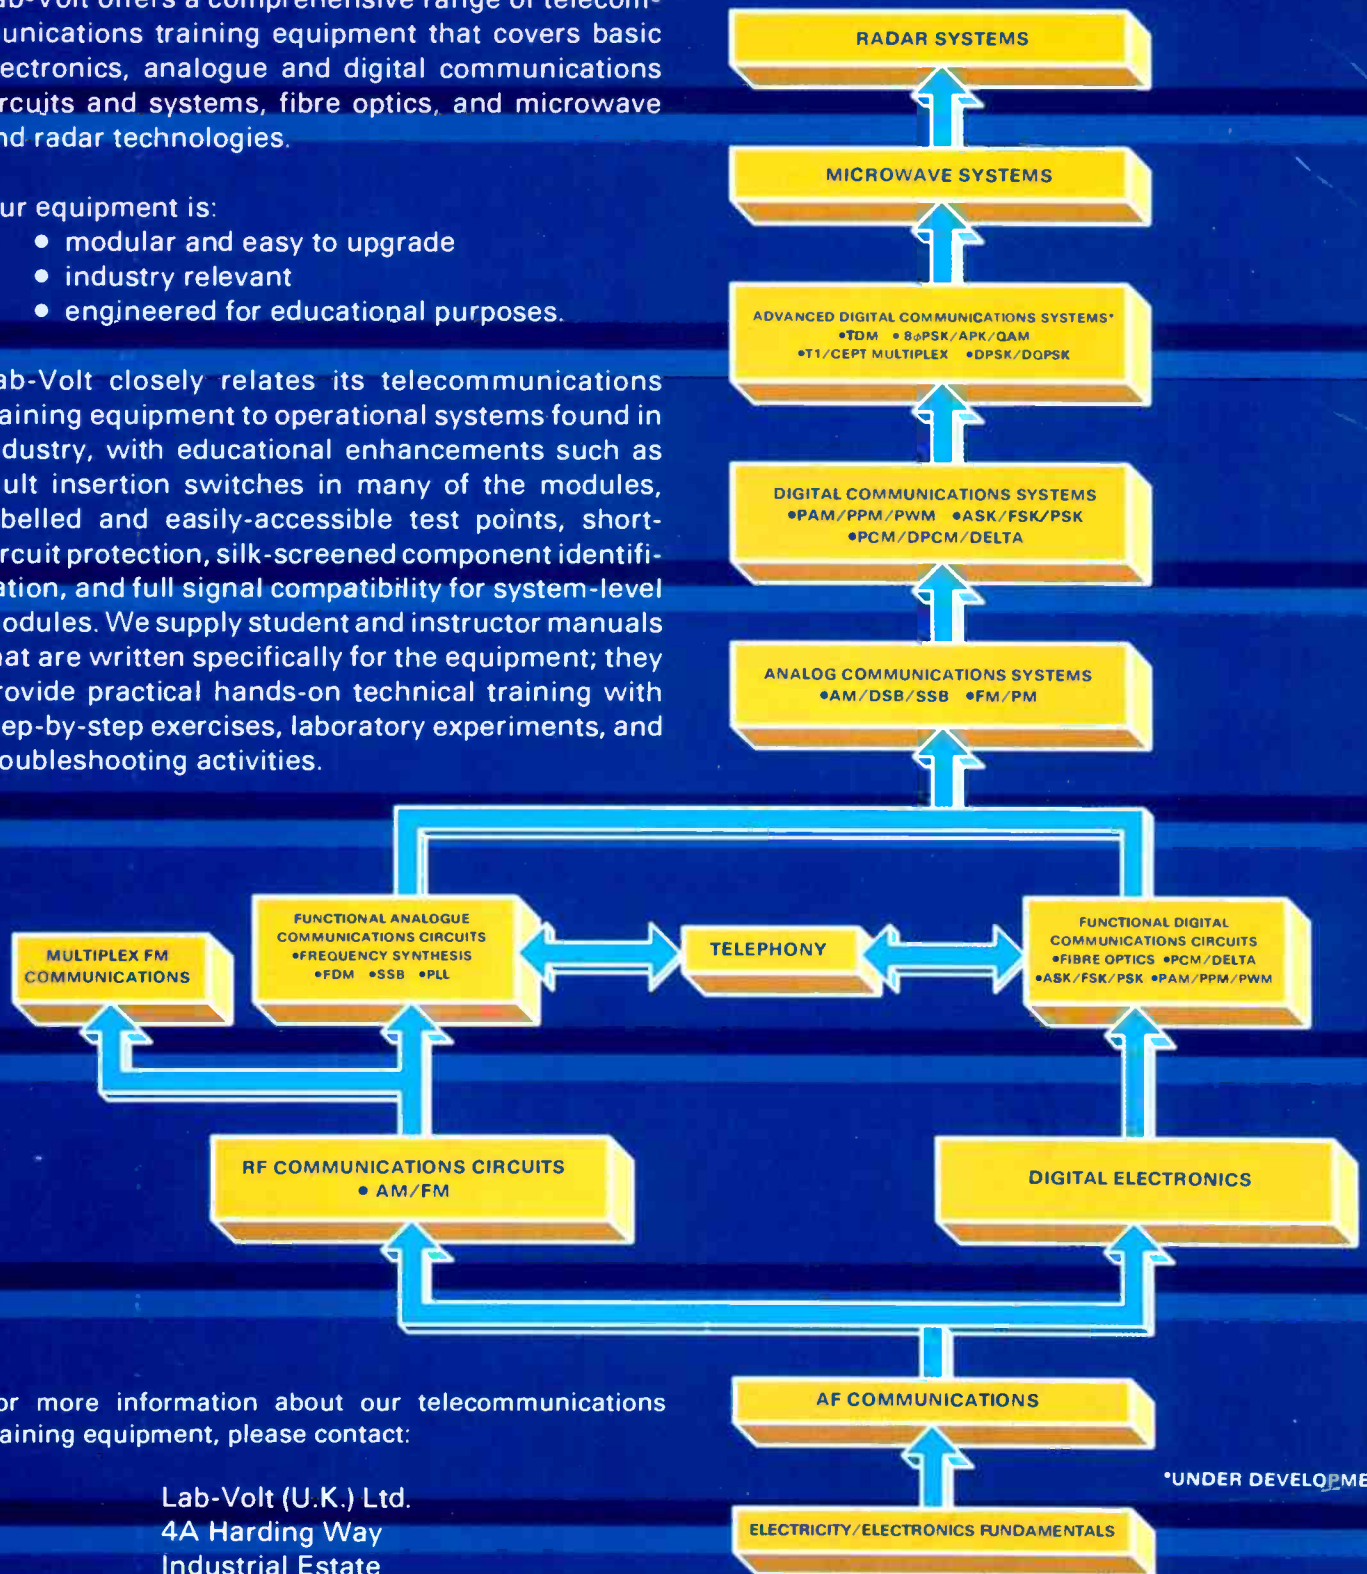 ab-Volt offers a comprehensive range of telecom-
unications training equipment that covers basic
ectronics, analogue and digital communications
rcuits and systems, fibre optics, and microwave
nd radar technologies.
ur equipment is:
• modular and easy to upgrade
• industry relevant
• engineered for educational purposes.
ab-Volt closely relates its telecommunications
aining equipment to operational systems found in
dustry, with educational enhancements such as
ult insertion switches in many of the modules,
belled and easily-accessible test points, short-
rcuit protection, silk-screened component identifi-
ation, and full signal compatibility for system-level
odules. We supply student and instructor manuals
at are written specifically for the equipment; they
rovide practical hands-on technical training with
ep-by-step exercises, laboratory experiments, and
oubleshooting activities.
RADAR SYSTEMS
MICROWAVE SYSTEMS
ADVANCED DIGITAL COMMUNICATIONS SYSTEMS*
•TDM •8φPSK/APK/QAM
•T1/CEPT MULTIPLEX •DPSK/DQPSK
DIGITAL COMMUNICATIONS SYSTEMS
•PAM/PPM/PWM •ASK/FSK/PSK
•PCM/DPCM/DELTA
ANALOG COMMUNICATIONS SYSTEMS
•AM/DSB/SSB •FM/PM
MULTIPLEX FM
COMMUNICATIONS
FUNCTIONAL ANALOGUE
COMMUNICATIONS CIRCUITS
•FREQUENCY SYNTHESIS
•FDM •SSB •PLL
TELEPHONY
FUNCTIONAL DIGITAL
COMMUNICATIONS CIRCUITS
•FIBRE OPTICS •PCM/DELTA
•ASK/FSK/PSK •PAM/PPM/PWM
RF COMMUNICATIONS CIRCUITS
• AM/FM
DIGITAL ELECTRONICS
AF COMMUNICATIONS
*UNDER DEVELOPME
ELECTRICITY/ELECTRONICS FUNDAMENTALS
or more information about our telecommunications
aining equipment, please contact:
Lab-Volt (U.K.) Ltd.
4A Harding Way
Industrial Estate